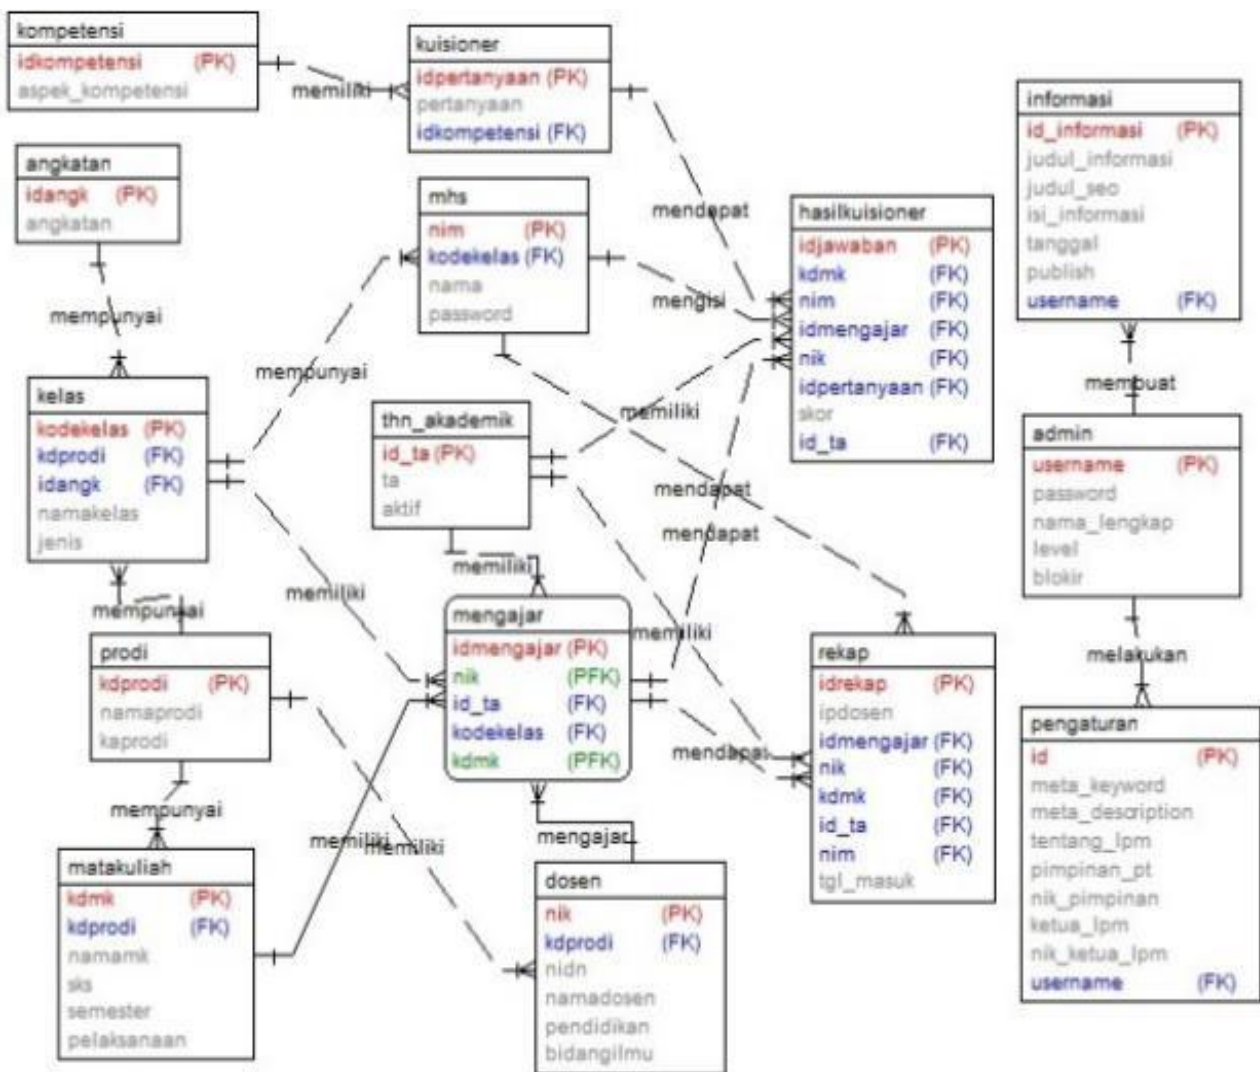 kompetensi
idkompetensi (PK)
aspek_kompetensi
memiliki
kuisioner
idpertanyaan (PK)
pertanyaan
idkompetensi (FK)
informasi
id_informasi (PK)
judul_informasi
judul_seo
isi_informasi
tanggal
publish
username (FK)
angkatan
idangk (PK)
angkatan
mempunyai
mhs
nim (PK)
kodekelas (FK)
nama
password
mendapat
mengisi
hasilkuisioner
idjawaban (PK)
kdmk (FK)
nim (FK)
idmengajar (FK)
nik (FK)
idpertanyaan (FK)
skor
id_ta (FK)
mempunyai
kelas
kodekelas (PK)
kdprodi (FK)
idangk (FK)
namakelas
jenis
thn_akademik
id_ta (PK)
ta
aktif
memiliki
mendapat
mendapat
membuat
admin
username (PK)
password
nama_lengkap
level
blokir
memiliki
memiliki
mempunyai
mengajar
idmengajar (PK)
nik (PFK)
id_ta (FK)
kodekelas (FK)
kdmk (PFK)
memiliki
melakukan
prodi
kdprodi (PK)
namaprodi
kaprodi
rekap
idrekap (PK)
ipdosen
idmengajar (FK)
nik (FK)
kdmk (FK)
id_ta (FK)
nim (FK)
tgl_masuk
mendapat
pengaturan
id (PK)
meta_keyword
meta_description
tentang_lpm
pimpinan_pt
nik_pimpinan
ketua_lpm
nik_ketua_lpm
username (FK)
mempunyai
memiliki
memiliki
mengajar
matakuliah
kdmk (PK)
kdprodi (FK)
namamk
sks
semester
pelaksanaan
dosen
nik (PK)
kdprodi (FK)
nidn
namadosen
pendidikan
bidangilmu